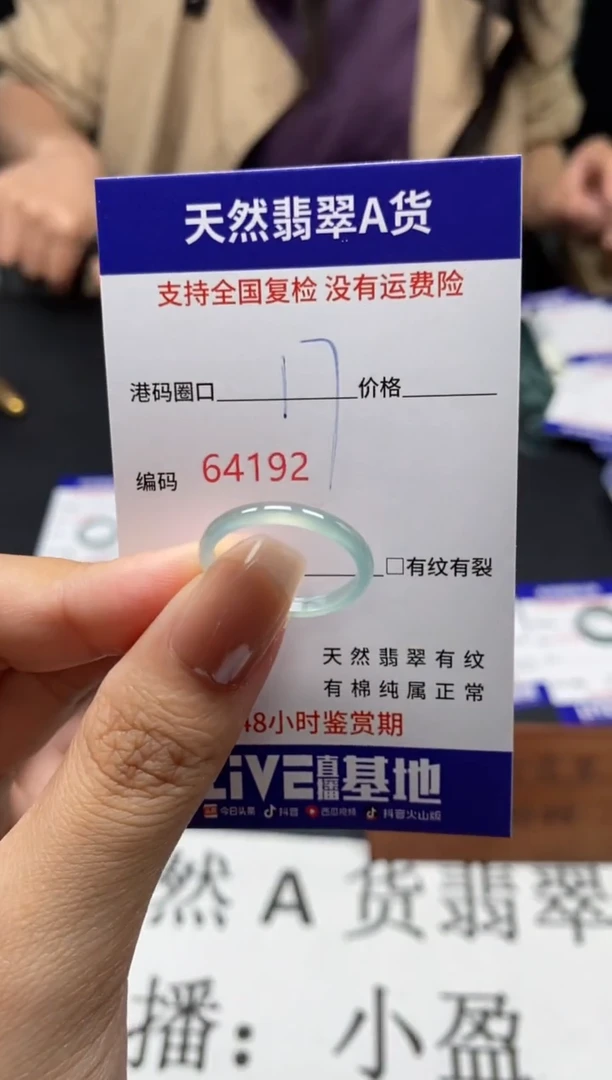 天然翡翠A货
支持全国复检 没有运费险
港码圈口 17 价格
编码 64192
□有纹有裂
天然翡翠有纹
有棉纯属正常
48小时鉴赏期
LiVE直播基地
今日头条 抖音 西瓜视频 抖音火山版
然A货翡翠
播：小盈